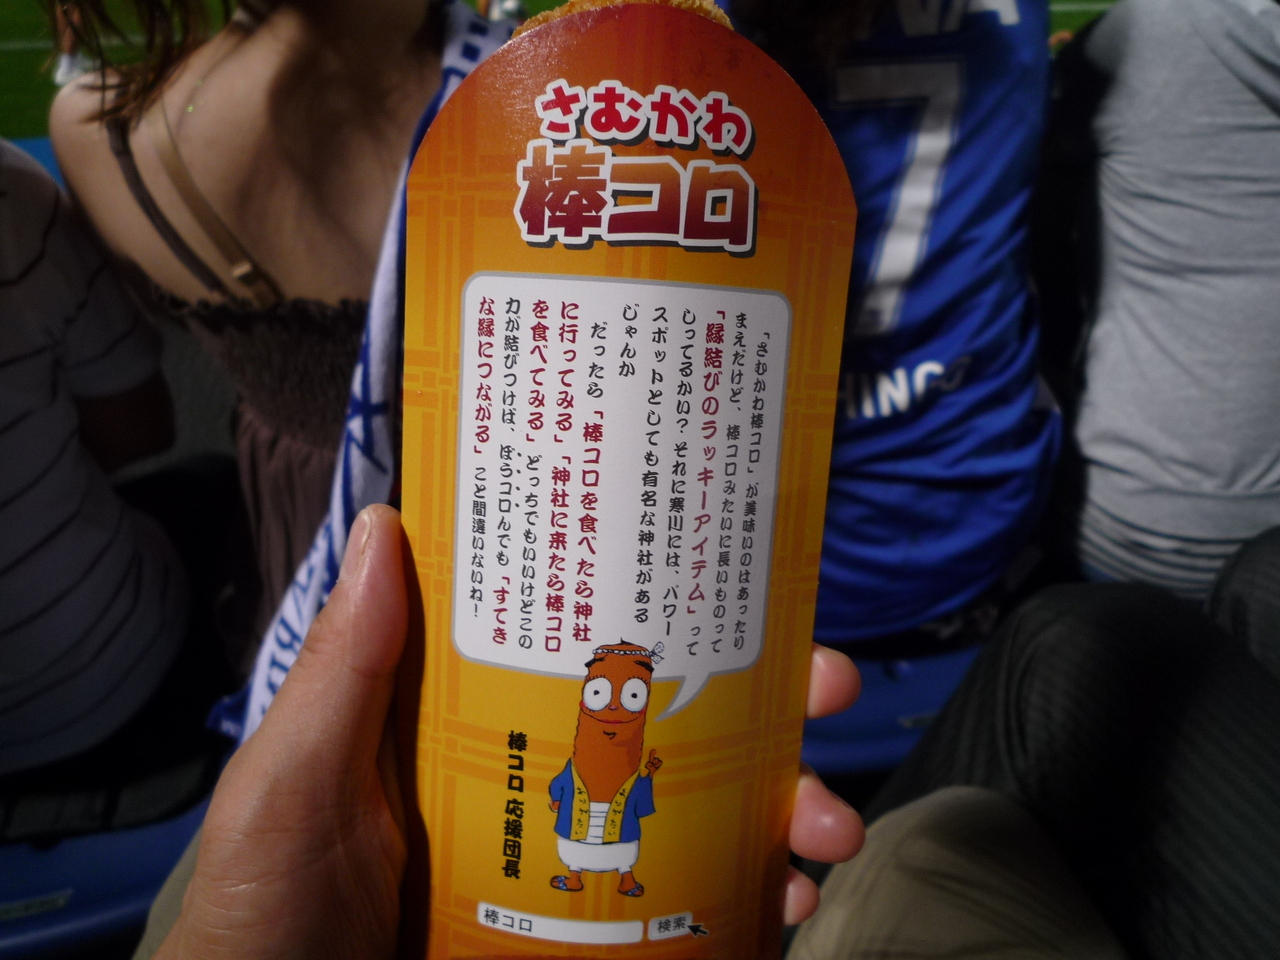 さむかわ
棒コロ
「さむかわ棒コロ」が美味いのはあったり
まえだけど、棒コロみたいに長いものって
「縁結びのラッキーアイテム」って
しってるかい？それに寒川には、パワー
スポットとしても有名な神社がある
じゃんか
だったら「棒コロを食べたら神社
に行ってみる」「神社に来たら棒コロ
を食べてみる」どっちでもいいけどこの
力が結びつけば、ぼうコロんでも「すてき
な縁につながる」こと間違いないね！
棒コロ 応援団長
棒コロ
検索
7